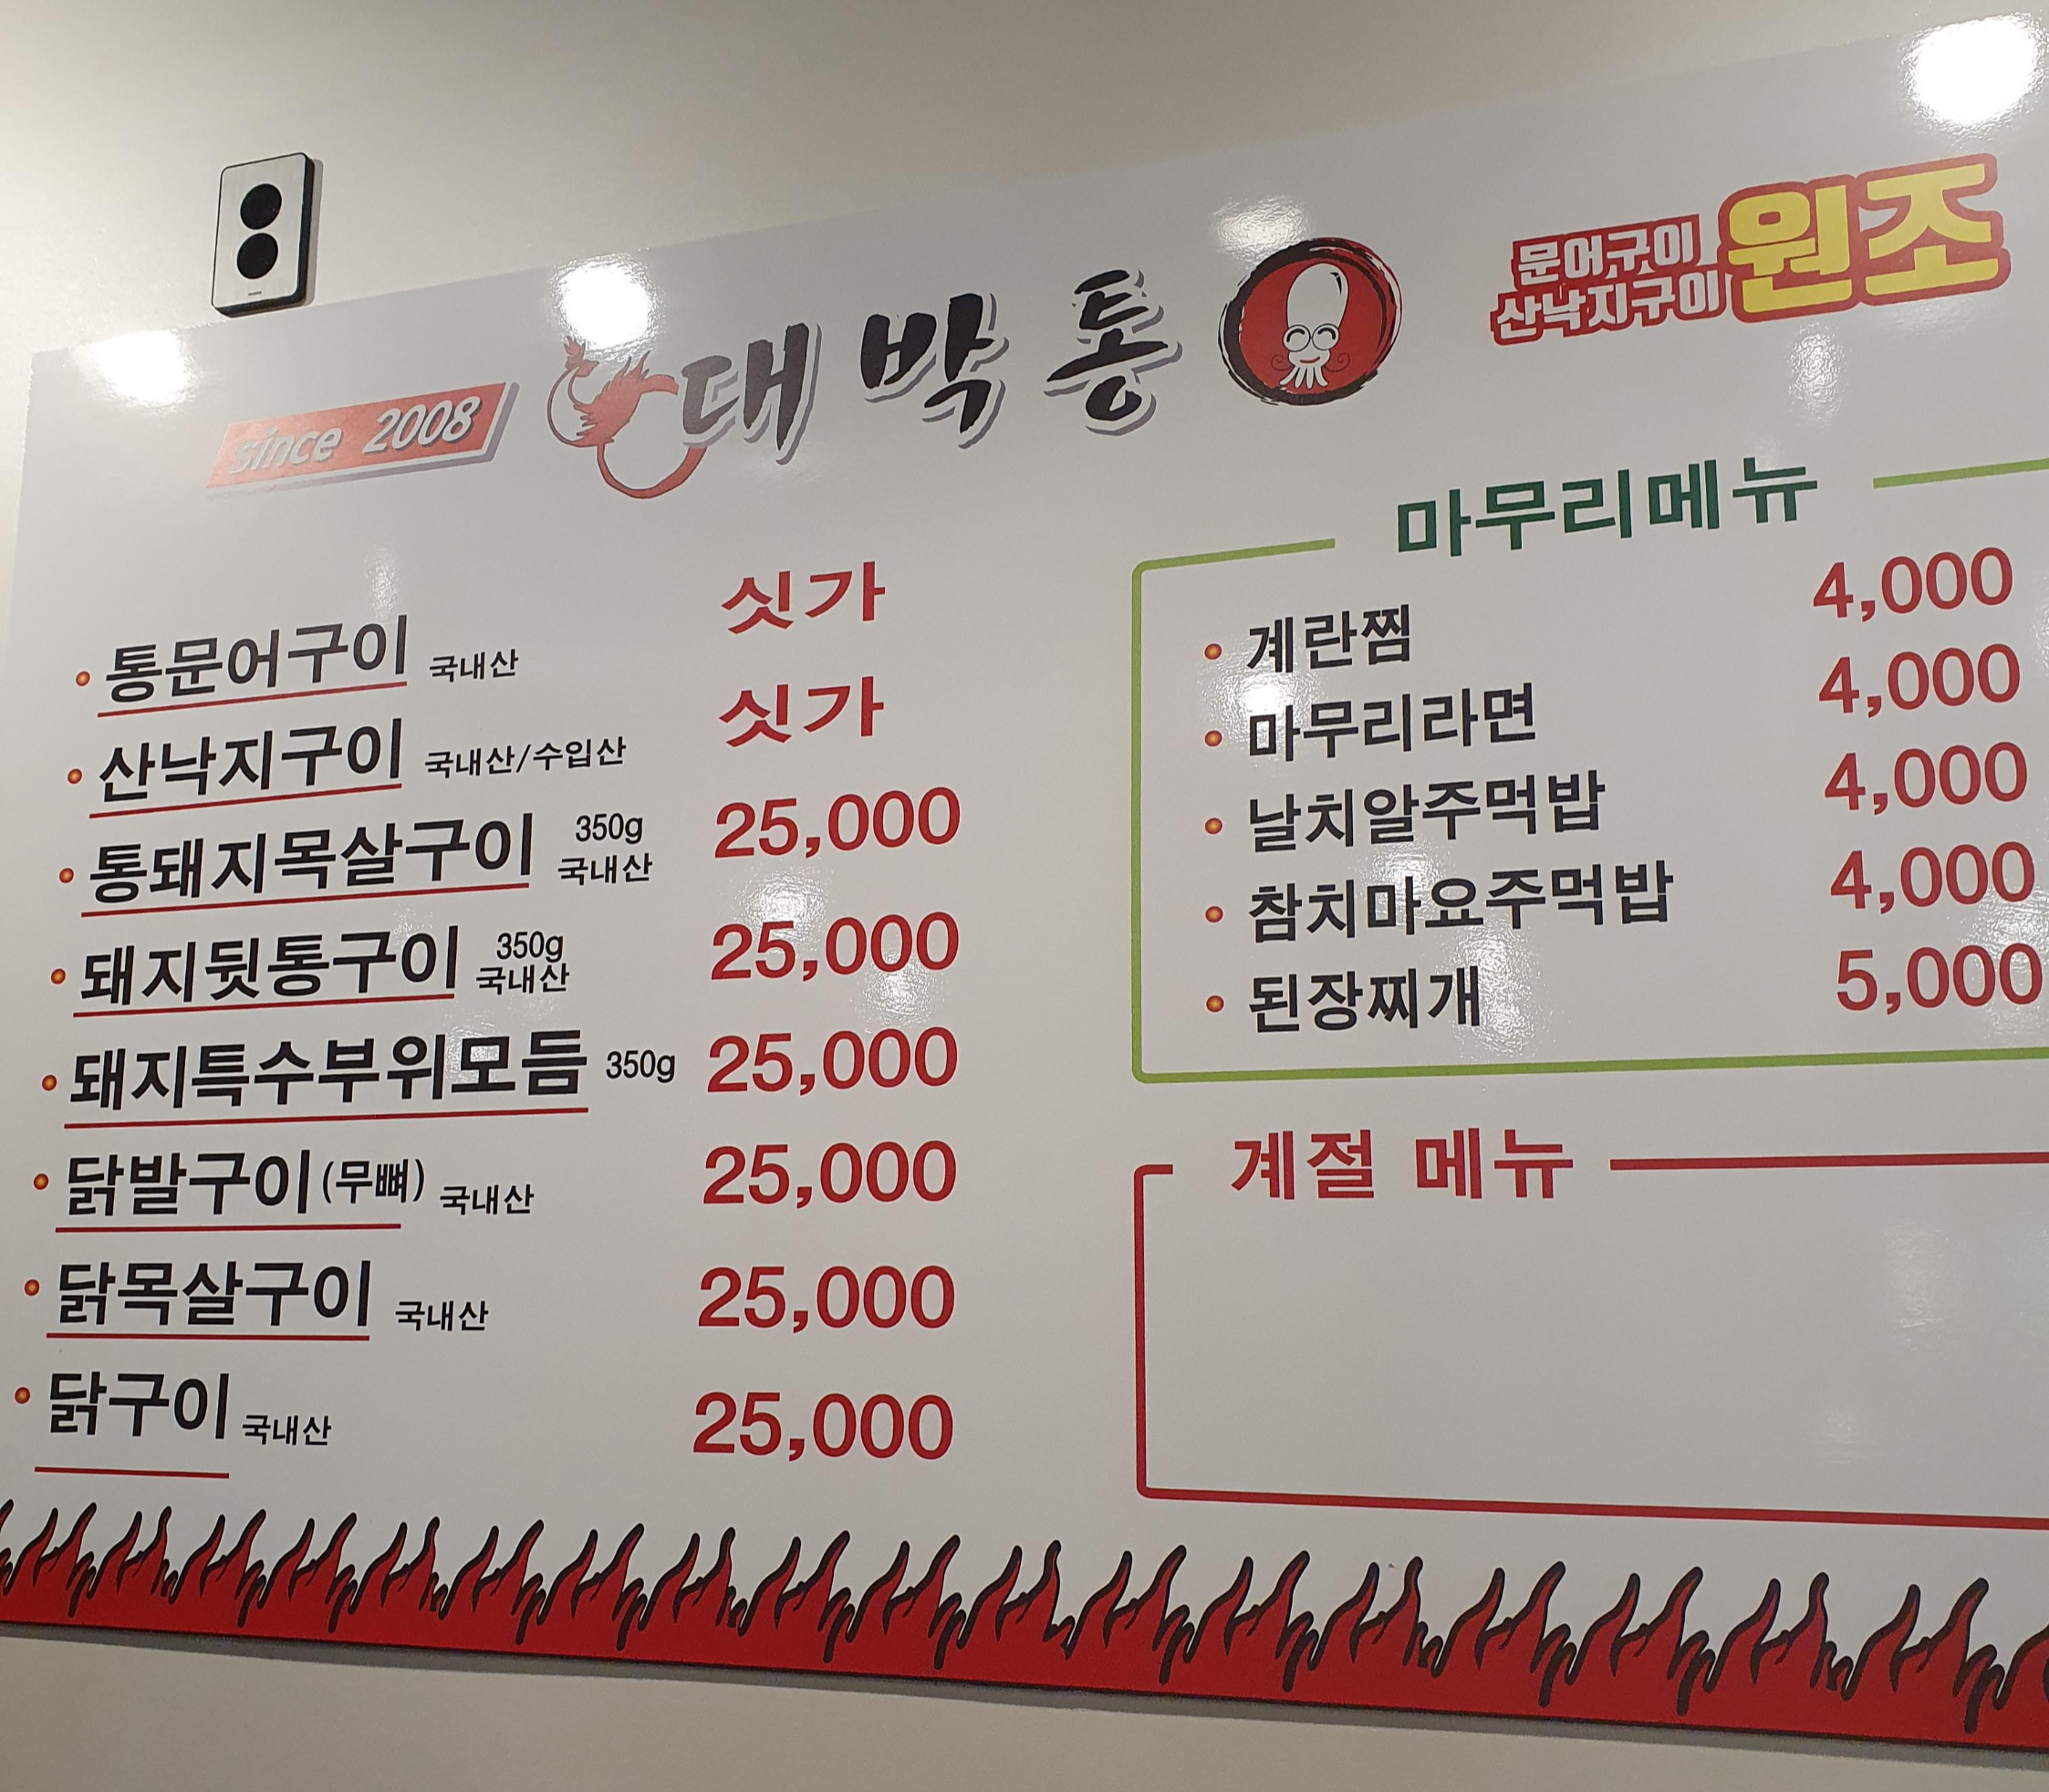 since 2008 대박통
문어구이
산낙지구이
원조
통문어구이 국내산 싯가
산낙지구이 국내산/수입산 싯가
통돼지목살구이 350g 국내산 25,000
돼지뒷통구이 350g 국내산 25,000
돼지특수부위모듬 350g 25,000
닭발구이(무뼈) 국내산 25,000
닭목살구이 국내산 25,000
닭구이 국내산 25,000
마무리메뉴
계란찜 4,000
마무리라면 4,000
날치알주먹밥 4,000
참치마요주먹밥 4,000
된장찌개 5,000
계절 메뉴